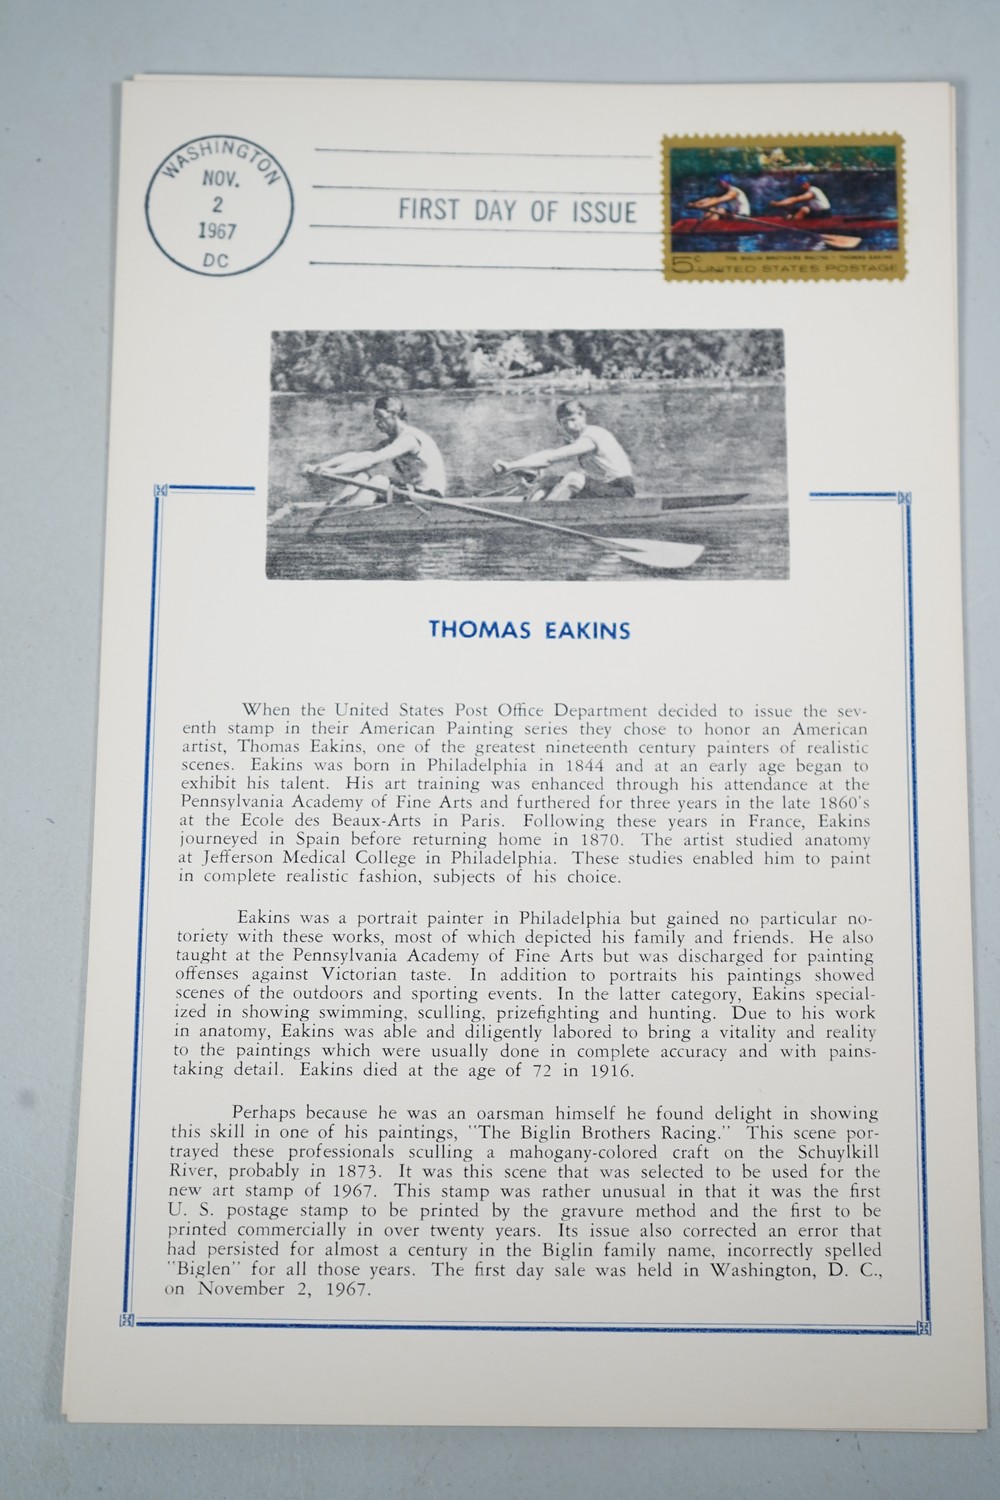 WASHINGTON
NOV.
2
1967
DC
FIRST DAY OF ISSUE
THE BIGLIN BROTHERS RACING · THOMAS EAKINS
5c UNITED STATES POSTAGE
THOMAS EAKINS
When the United States Post Office Department decided to issue the sev-
enth stamp in their American Painting series they chose to honor an American
artist, Thomas Eakins, one of the greatest nineteenth century painters of realistic
scenes. Eakins was born in Philadelphia in 1844 and at an early age began to
exhibit his talent. His art training was enhanced through his attendance at the
Pennsylvania Academy of Fine Arts and furthered for three years in the late 1860's
at the Ecole des Beaux-Arts in Paris. Following these years in France, Eakins
journeyed in Spain before returning home in 1870. The artist studied anatomy
at Jefferson Medical College in Philadelphia. These studies enabled him to paint
in complete realistic fashion, subjects of his choice.
Eakins was a portrait painter in Philadelphia but gained no particular no-
toriety with these works, most of which depicted his family and friends. He also
taught at the Pennsylvania Academy of Fine Arts but was discharged for painting
offenses against Victorian taste. In addition to portraits his paintings showed
scenes of the outdoors and sporting events. In the latter category, Eakins special-
ized in showing swimming, sculling, prizefighting and hunting. Due to his work
in anatomy, Eakins was able and diligently labored to bring a vitality and reality
to the paintings which were usually done in complete accuracy and with pains-
taking detail. Eakins died at the age of 72 in 1916.
Perhaps because he was an oarsman himself he found delight in showing
this skill in one of his paintings, "The Biglin Brothers Racing." This scene por-
trayed these professionals sculling a mahogany-colored craft on the Schuylkill
River, probably in 1873. It was this scene that was selected to be used for the
new art stamp of 1967. This stamp was rather unusual in that it was the first
U. S. postage stamp to be printed by the gravure method and the first to be
printed commercially in over twenty years. Its issue also corrected an error that
had persisted for almost a century in the Biglin family name, incorrectly spelled
"Biglen" for all those years. The first day sale was held in Washington, D. C.,
on November 2, 1967.